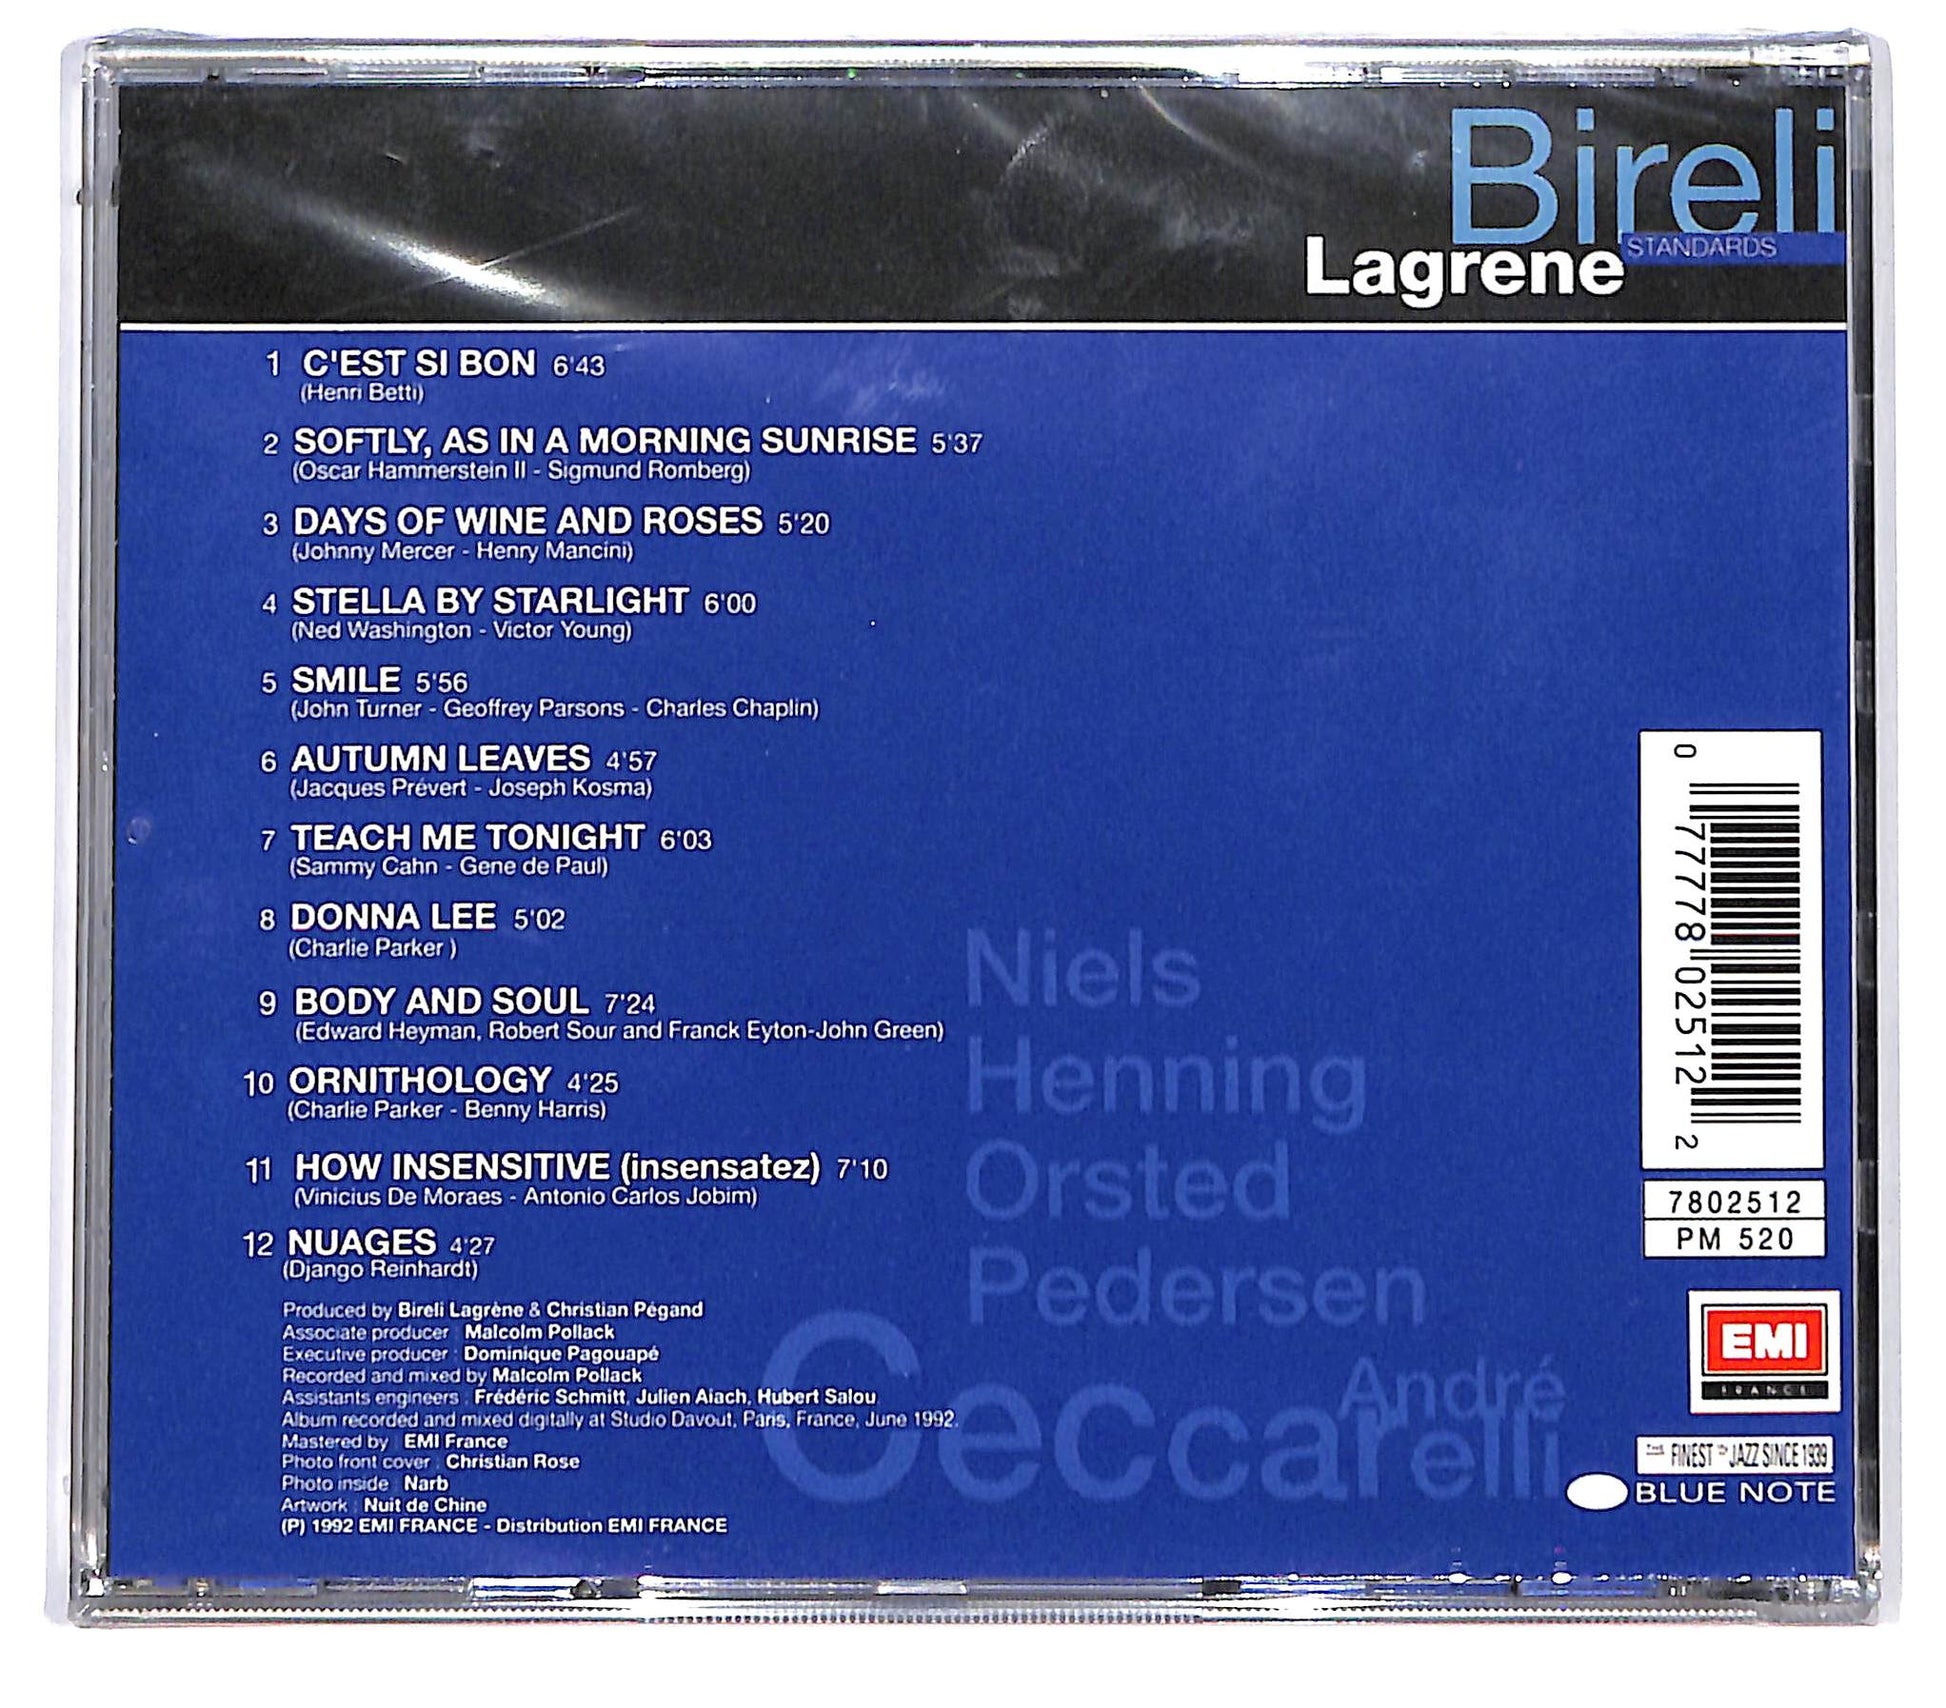 Bireli
Lagrene STANDARDS
1 C'EST SI BON 6'43
(Henri Betti)
2 SOFTLY, AS IN A MORNING SUNRISE 5'37
(Oscar Hammerstein II - Sigmund Romberg)
3 DAYS OF WINE AND ROSES 5'20
(Johnny Mercer - Henry Mancini)
4 STELLA BY STARLIGHT 6'00
(Ned Washington - Victor Young)
5 SMILE 5'56
(John Turner - Geoffrey Parsons - Charles Chaplin)
6 AUTUMN LEAVES 4'57
(Jacques Prévert - Joseph Kosma)
7 TEACH ME TONIGHT 6'03
(Sammy Cahn - Gene de Paul)
8 DONNA LEE 5'02
(Charlie Parker )
9 BODY AND SOUL 7'24
(Edward Heyman, Robert Sour and Franck Eyton-John Green)
10 ORNITHOLOGY 4'25
(Charlie Parker - Benny Harris)
11 HOW INSENSITIVE (insensatez) 7'10
(Vinicius De Moraes - Antonio Carlos Jobim)
12 NUAGES 4'27
(Django Reinhardt)
Produced by Bireli Lagrène & Christian Pégand
Associate producer : Malcolm Pollack
Executive producer : Dominique Pagouapé
Recorded and mixed by Malcolm Pollack
Assistants engineers : Frédéric Schmitt, Julien Aiach, Hubert Salou
Album recorded and mixed digitally at Studio Davout, Paris, France, June 1992.
Mastered by : EMI France
Photo front cover : Christian Rose
Photo inside : Narb
Artwork : Nuit de Chine
(P) 1992 EMI FRANCE - Distribution EMI FRANCE
Niels
Henning
Orsted
Pedersen
André
Ceccarelli
0 77778 02512 2
7802512
PM 520
EMI
FRANCE
THE FINEST IN JAZZ SINCE 1939
BLUE NOTE